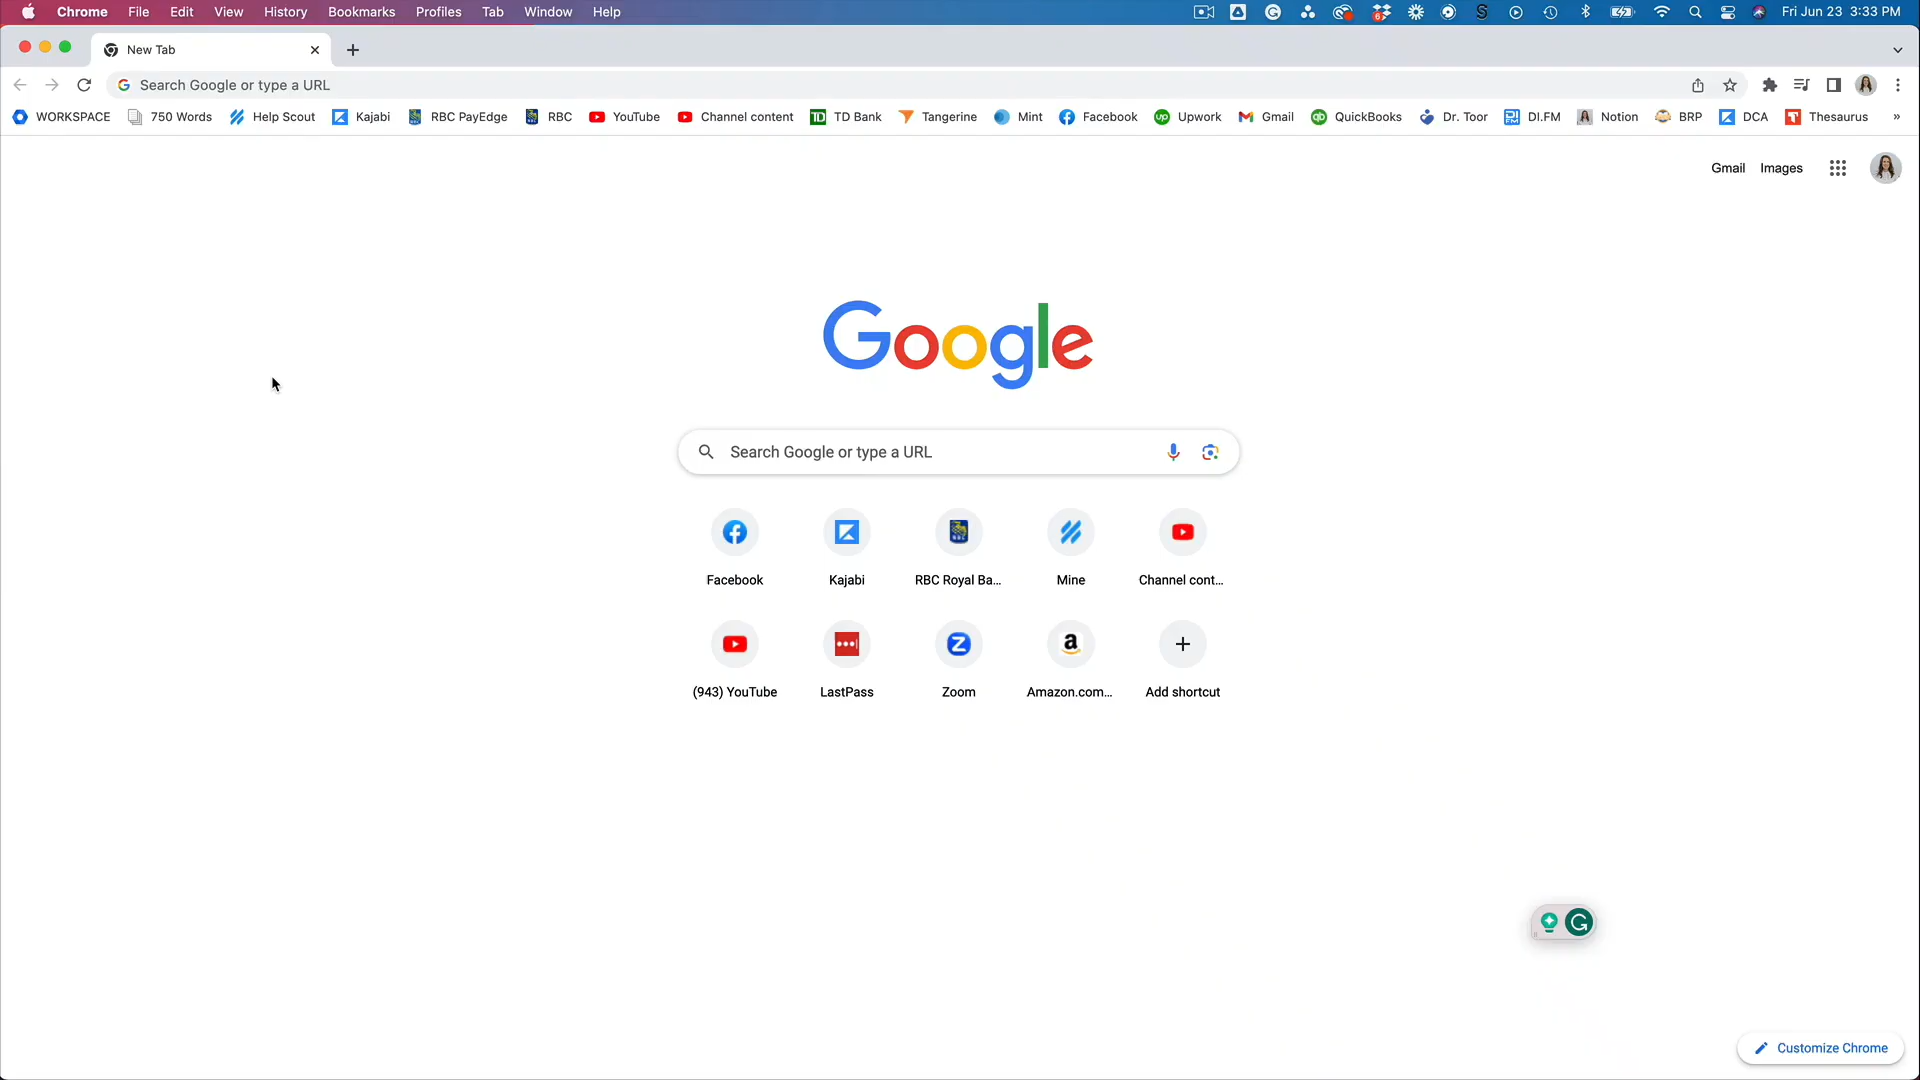 Chrome File Edit View History Bookmarks Profiles Tab Window Help Fri Jun 23 3:33 PM
New Tab
Search Google or type a URL
WORKSPACE 750 Words Help Scout Kajabi RBC PayEdge RBC YouTube Channel content TD Bank Tangerine Mint Facebook Upwork Gmail QuickBooks Dr. Toor DI.FM Notion BRP DCA Thesaurus »
Gmail Images
Google
Search Google or type a URL
Facebook Kajabi RBC Royal Ba... Mine Channel cont...
(943) YouTube LastPass Zoom Amazon.com... Add shortcut
Customize Chrome